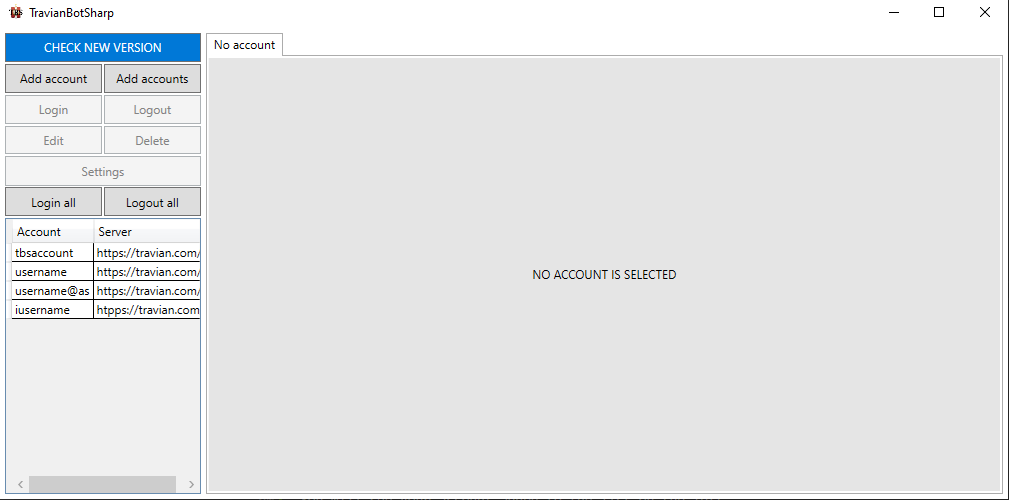 TravianBotSharp
CHECK NEW VERSION
No account
Add account Add accounts
Login Logout
Edit Delete
Settings
Login all Logout all
Account Server
tbsaccount https://travian.com/
username https://travian.com/
username@as https://travian.com/
iusername htpps://travian.com
NO ACCOUNT IS SELECTED